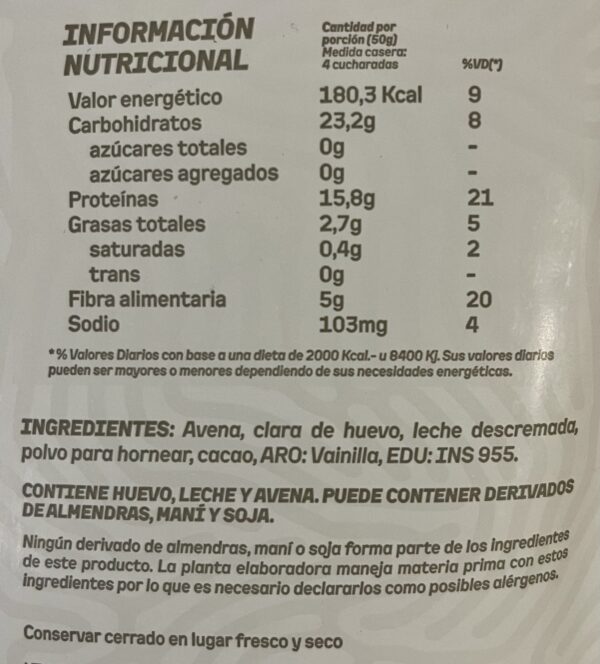 INFORMACIÓN
NUTRICIONAL
Cantidad por
porción (50g)
Medida casera:
4 cucharadas
%VD(*)
Valor energético 180,3 Kcal 9
Carbohidratos 23,2g 8
azúcares totales 0g -
azúcares agregados 0g -
Proteínas 15,8g 21
Grasas totales 2,7g 5
saturadas 0,4g 2
trans 0g -
Fibra alimentaria 5g 20
Sodio 103mg 4
*% Valores Diarios con base a una dieta de 2000 Kcal.- u 8400 KJ. Sus valores diarios
pueden ser mayores o menores dependiendo de sus necesidades energéticas.
INGREDIENTES: Avena, clara de huevo, leche descremada,
polvo para hornear, cacao, ARO: Vainilla, EDU: INS 955.
CONTIENE HUEVO, LECHE Y AVENA. PUEDE CONTENER DERIVADOS
DE ALMENDRAS, MANÍ Y SOJA.
Ningún derivado de almendras, maní o soja forma parte de los ingredientes
de este producto. La planta elaboradora maneja materia prima con estos
ingredientes por lo que es necesario declararlos como posibles alérgenos.
Conservar cerrado en lugar fresco y seco